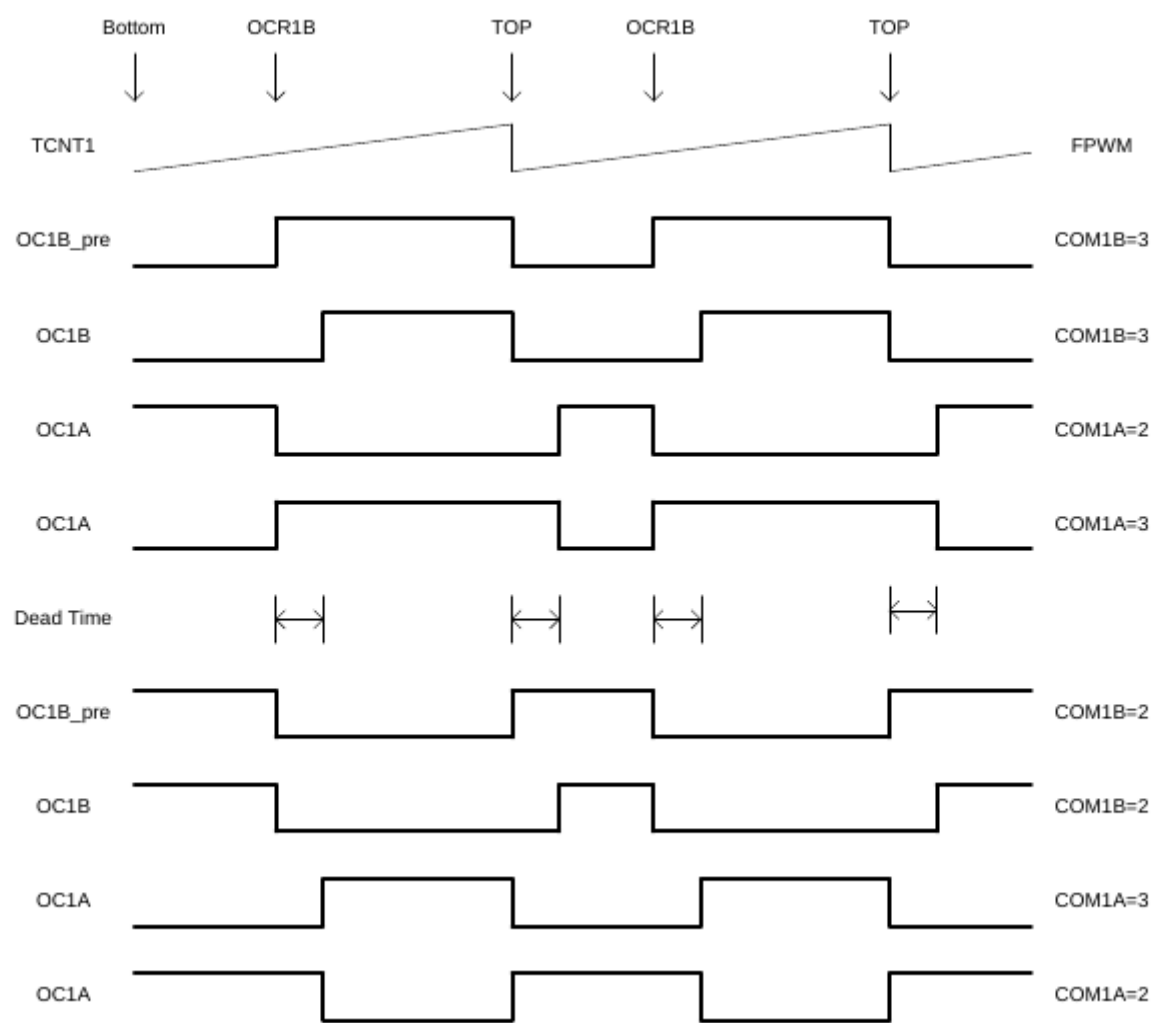 Bottom OCR1B TOP OCR1B TOP
TCNT1 FPWM
OC1B_pre COM1B=3
OC1B COM1B=3
OC1A COM1A=2
OC1A COM1A=3
Dead Time
OC1B_pre COM1B=2
OC1B COM1B=2
OC1A COM1A=3
OC1A COM1A=2